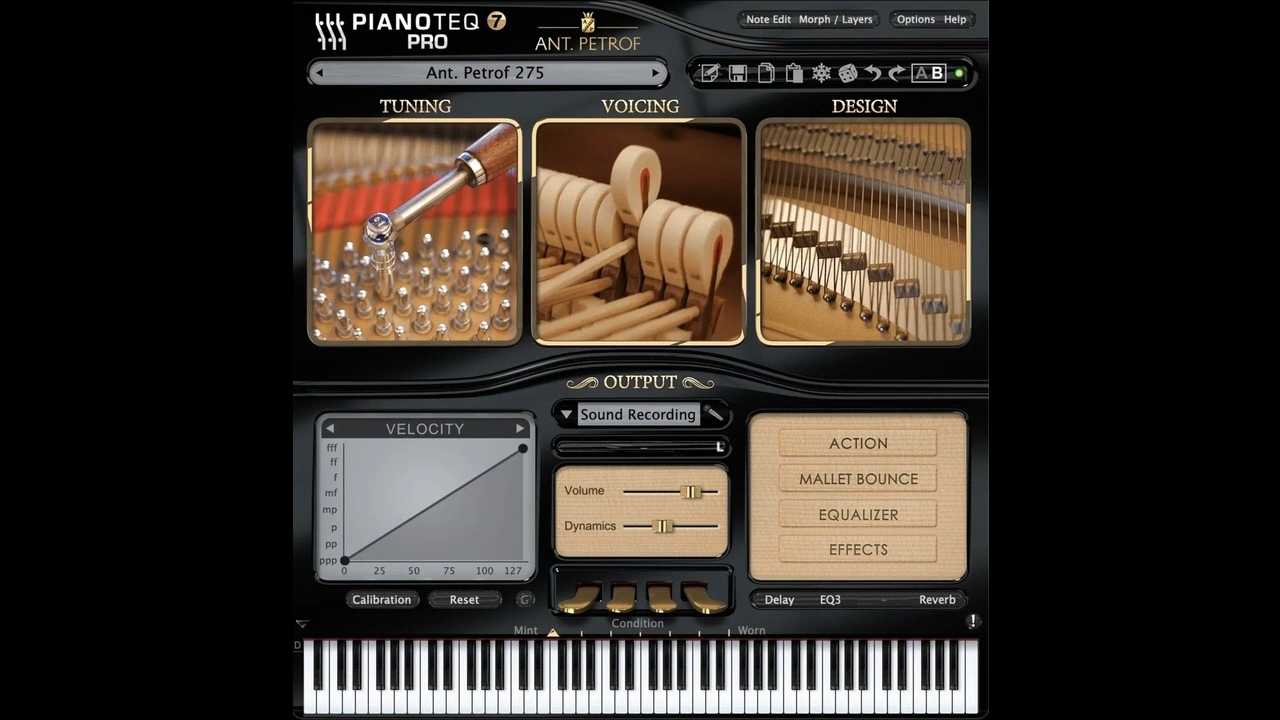 PIANOTEQ 7
PRO
ANT. PETROF
Note Edit Morph / Layers
Options Help
Ant. Petrof 275
A B
TUNING
VOICING
DESIGN
OUTPUT
VELOCITY
fff
ff
f
mf
mp
p
pp
ppp
0 25 50 75 100 127
Calibration
Reset
G
Sound Recording
L
Volume
Dynamics
ACTION
MALLET BOUNCE
EQUALIZER
EFFECTS
Delay EQ3 - Reverb
Condition
Mint
Worn
!
D